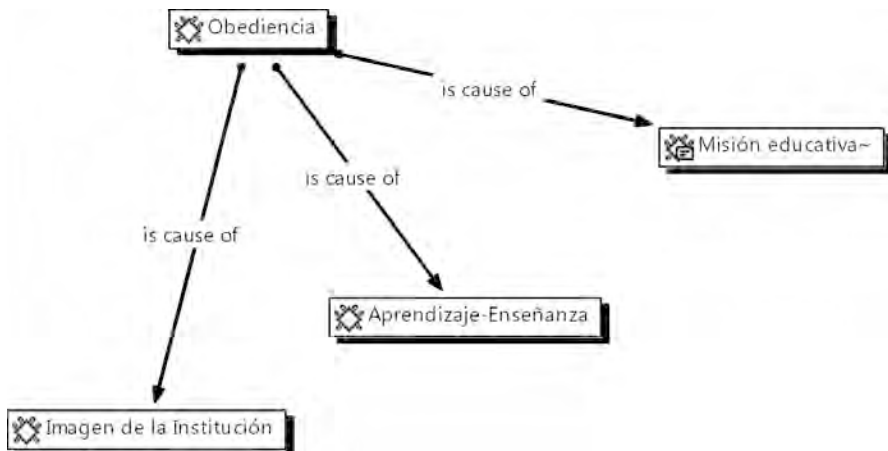 Obediencia
is cause of
Misión educativa~
is cause of
is cause of
Aprendizaje-Enseñanza
Imagen de la Institución